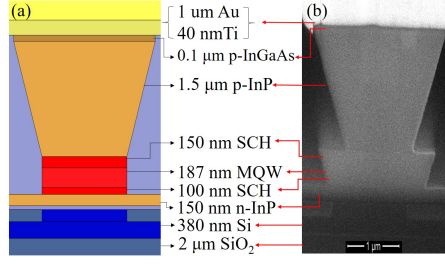 (a)
1 um Au
40 nmTi
0.1 μm p-InGaAs
1.5 μm p-InP
150 nm SCH
187 nm MQW
100 nm SCH
150 nm n-InP
380 nm Si
2 μm SiO₂
(b)
1 μm